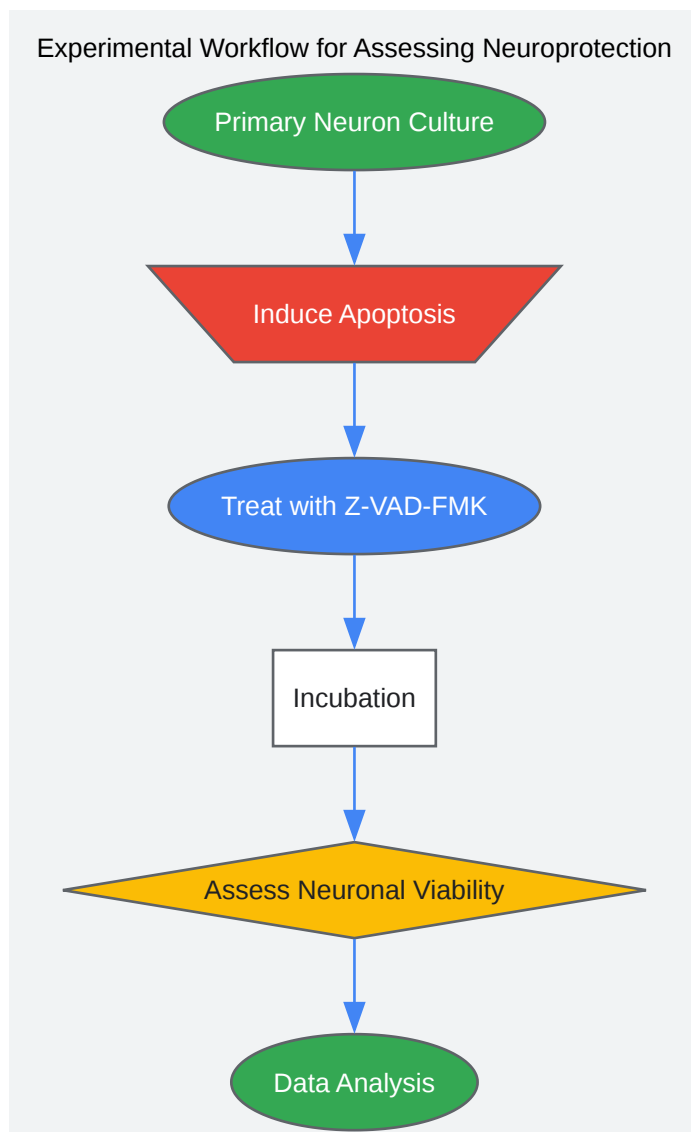 Experimental Workflow for Assessing Neuroprotection
Primary Neuron Culture
Induce Apoptosis
Treat with Z-VAD-FMK
Incubation
Assess Neuronal Viability
Data Analysis